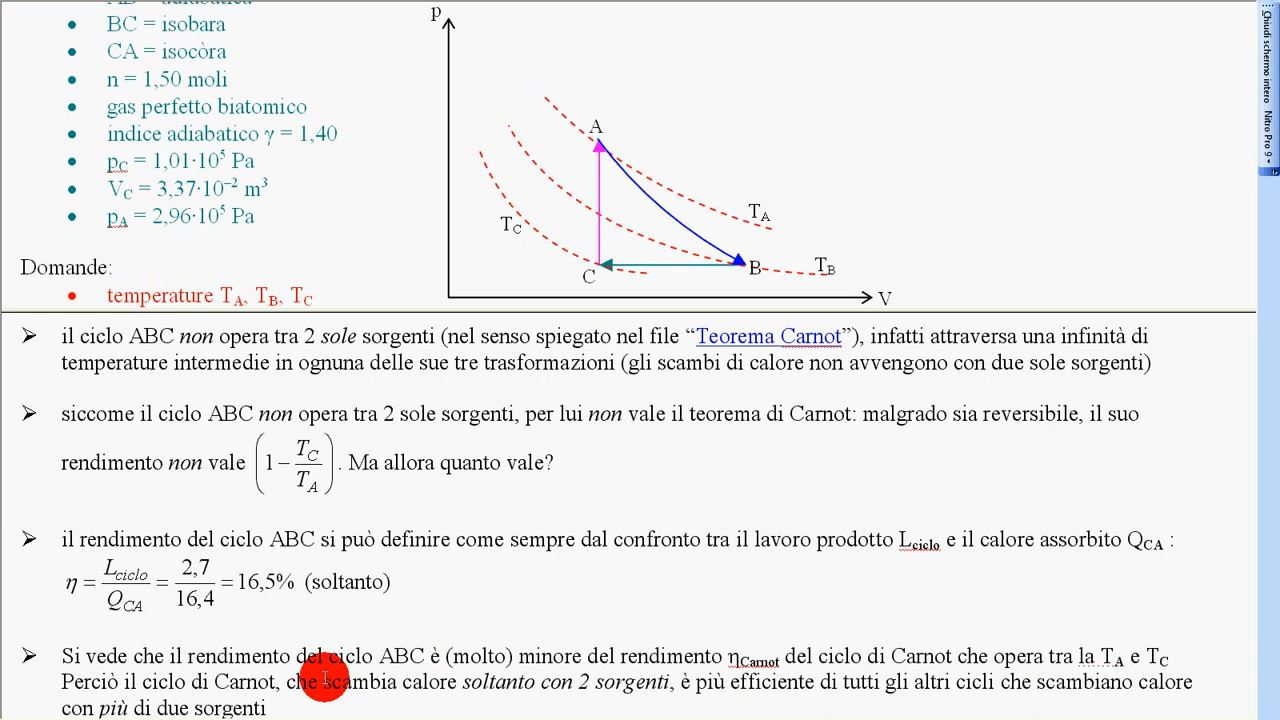 AB = adiabatica
BC = isobara
CA = isocòra
n = 1,50 moli
gas perfetto biatomico
indice adiabatico γ = 1,40
pC = 1,01·10⁵ Pa
VC = 3,37·10⁻² m³
pA = 2,96·10⁵ Pa
Domande:
temperature TA, TB, TC
p
A
TA
TC
C
B
TB
V
il ciclo ABC non opera tra 2 sole sorgenti (nel senso spiegato nel file “Teorema Carnot”), infatti attraversa una infinità di
temperature intermedie in ognuna delle sue tre trasformazioni (gli scambi di calore non avvengono con due sole sorgenti)
siccome il ciclo ABC non opera tra 2 sole sorgenti, per lui non vale il teorema di Carnot: malgrado sia reversibile, il suo
rendimento non vale (1 − TC/TA). Ma allora quanto vale?
il rendimento del ciclo ABC si può definire come sempre dal confronto tra il lavoro prodotto Lciclo e il calore assorbito QCA :
η = Lciclo/QCA = 2,7/16,4 = 16,5% (soltanto)
Si vede che il rendimento del ciclo ABC è (molto) minore del rendimento ηCarnot del ciclo di Carnot che opera tra la TA e TC
Perciò il ciclo di Carnot, che scambia calore soltanto con 2 sorgenti, è più efficiente di tutti gli altri cicli che scambiano calore
con più di due sorgenti
Chiudi schermo intero Nitro Pro 9